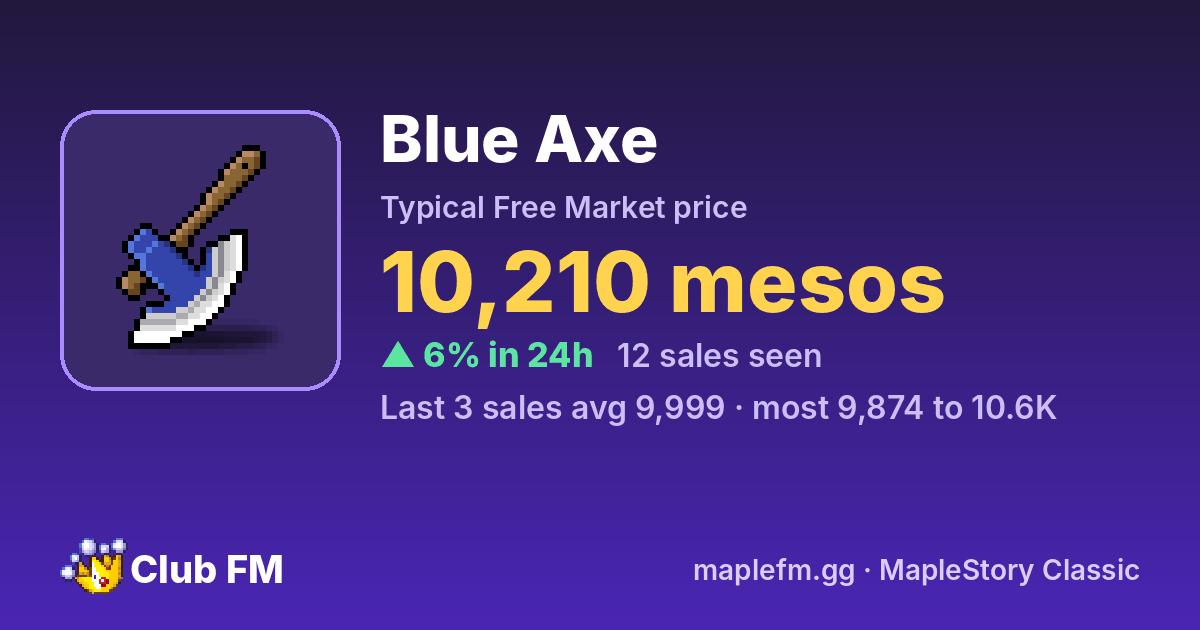 Blue Axe
Typical Free Market price
10,210 mesos
▲ 6% in 24h 12 sales seen
Last 3 sales avg 9,999 · most 9,874 to 10.6K
Club FM
maplefm.gg · MapleStory Classic